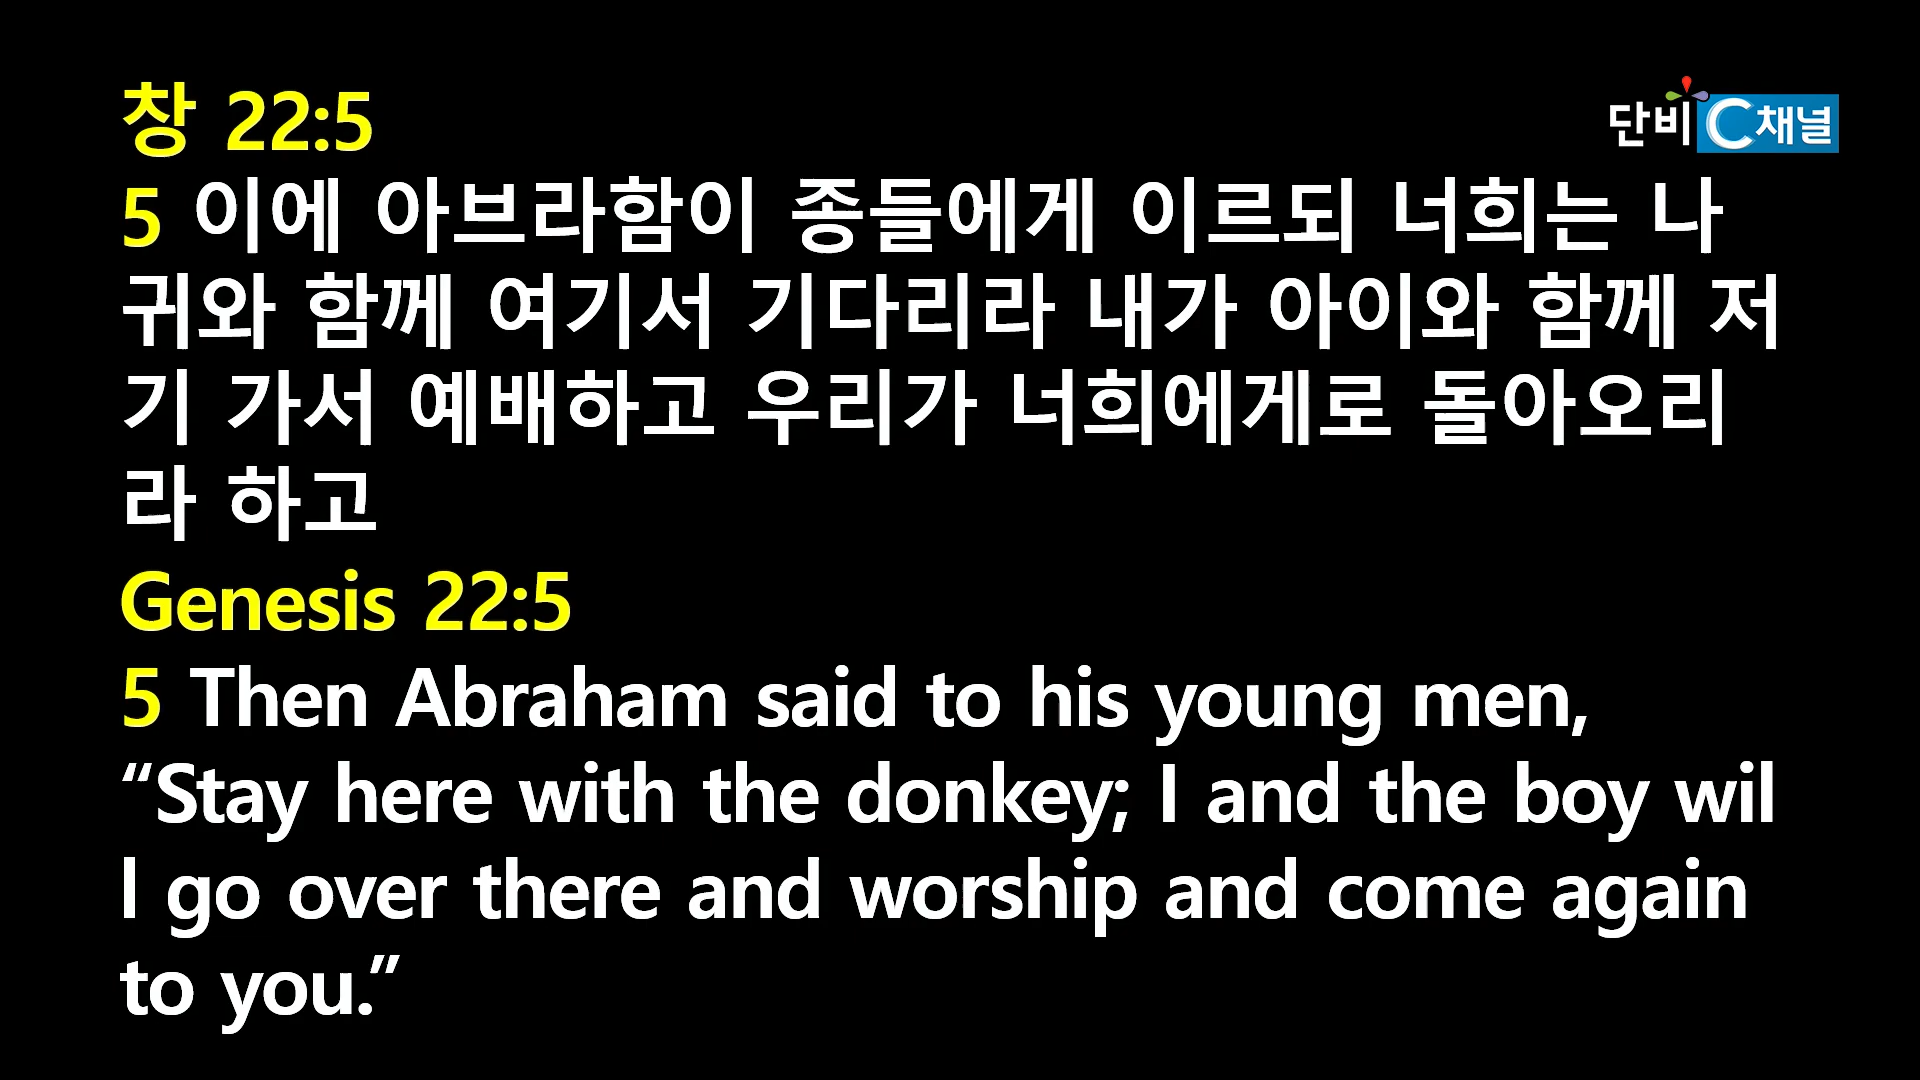 창 22:5
단비 C채널
5 이에 아브라함이 종들에게 이르되 너희는 나
귀와 함께 여기서 기다리라 내가 아이와 함께 저
기 가서 예배하고 우리가 너희에게로 돌아오리
라 하고
Genesis 22:5
5 Then Abraham said to his young men,
“Stay here with the donkey; I and the boy wil
l go over there and worship and come again
to you.”